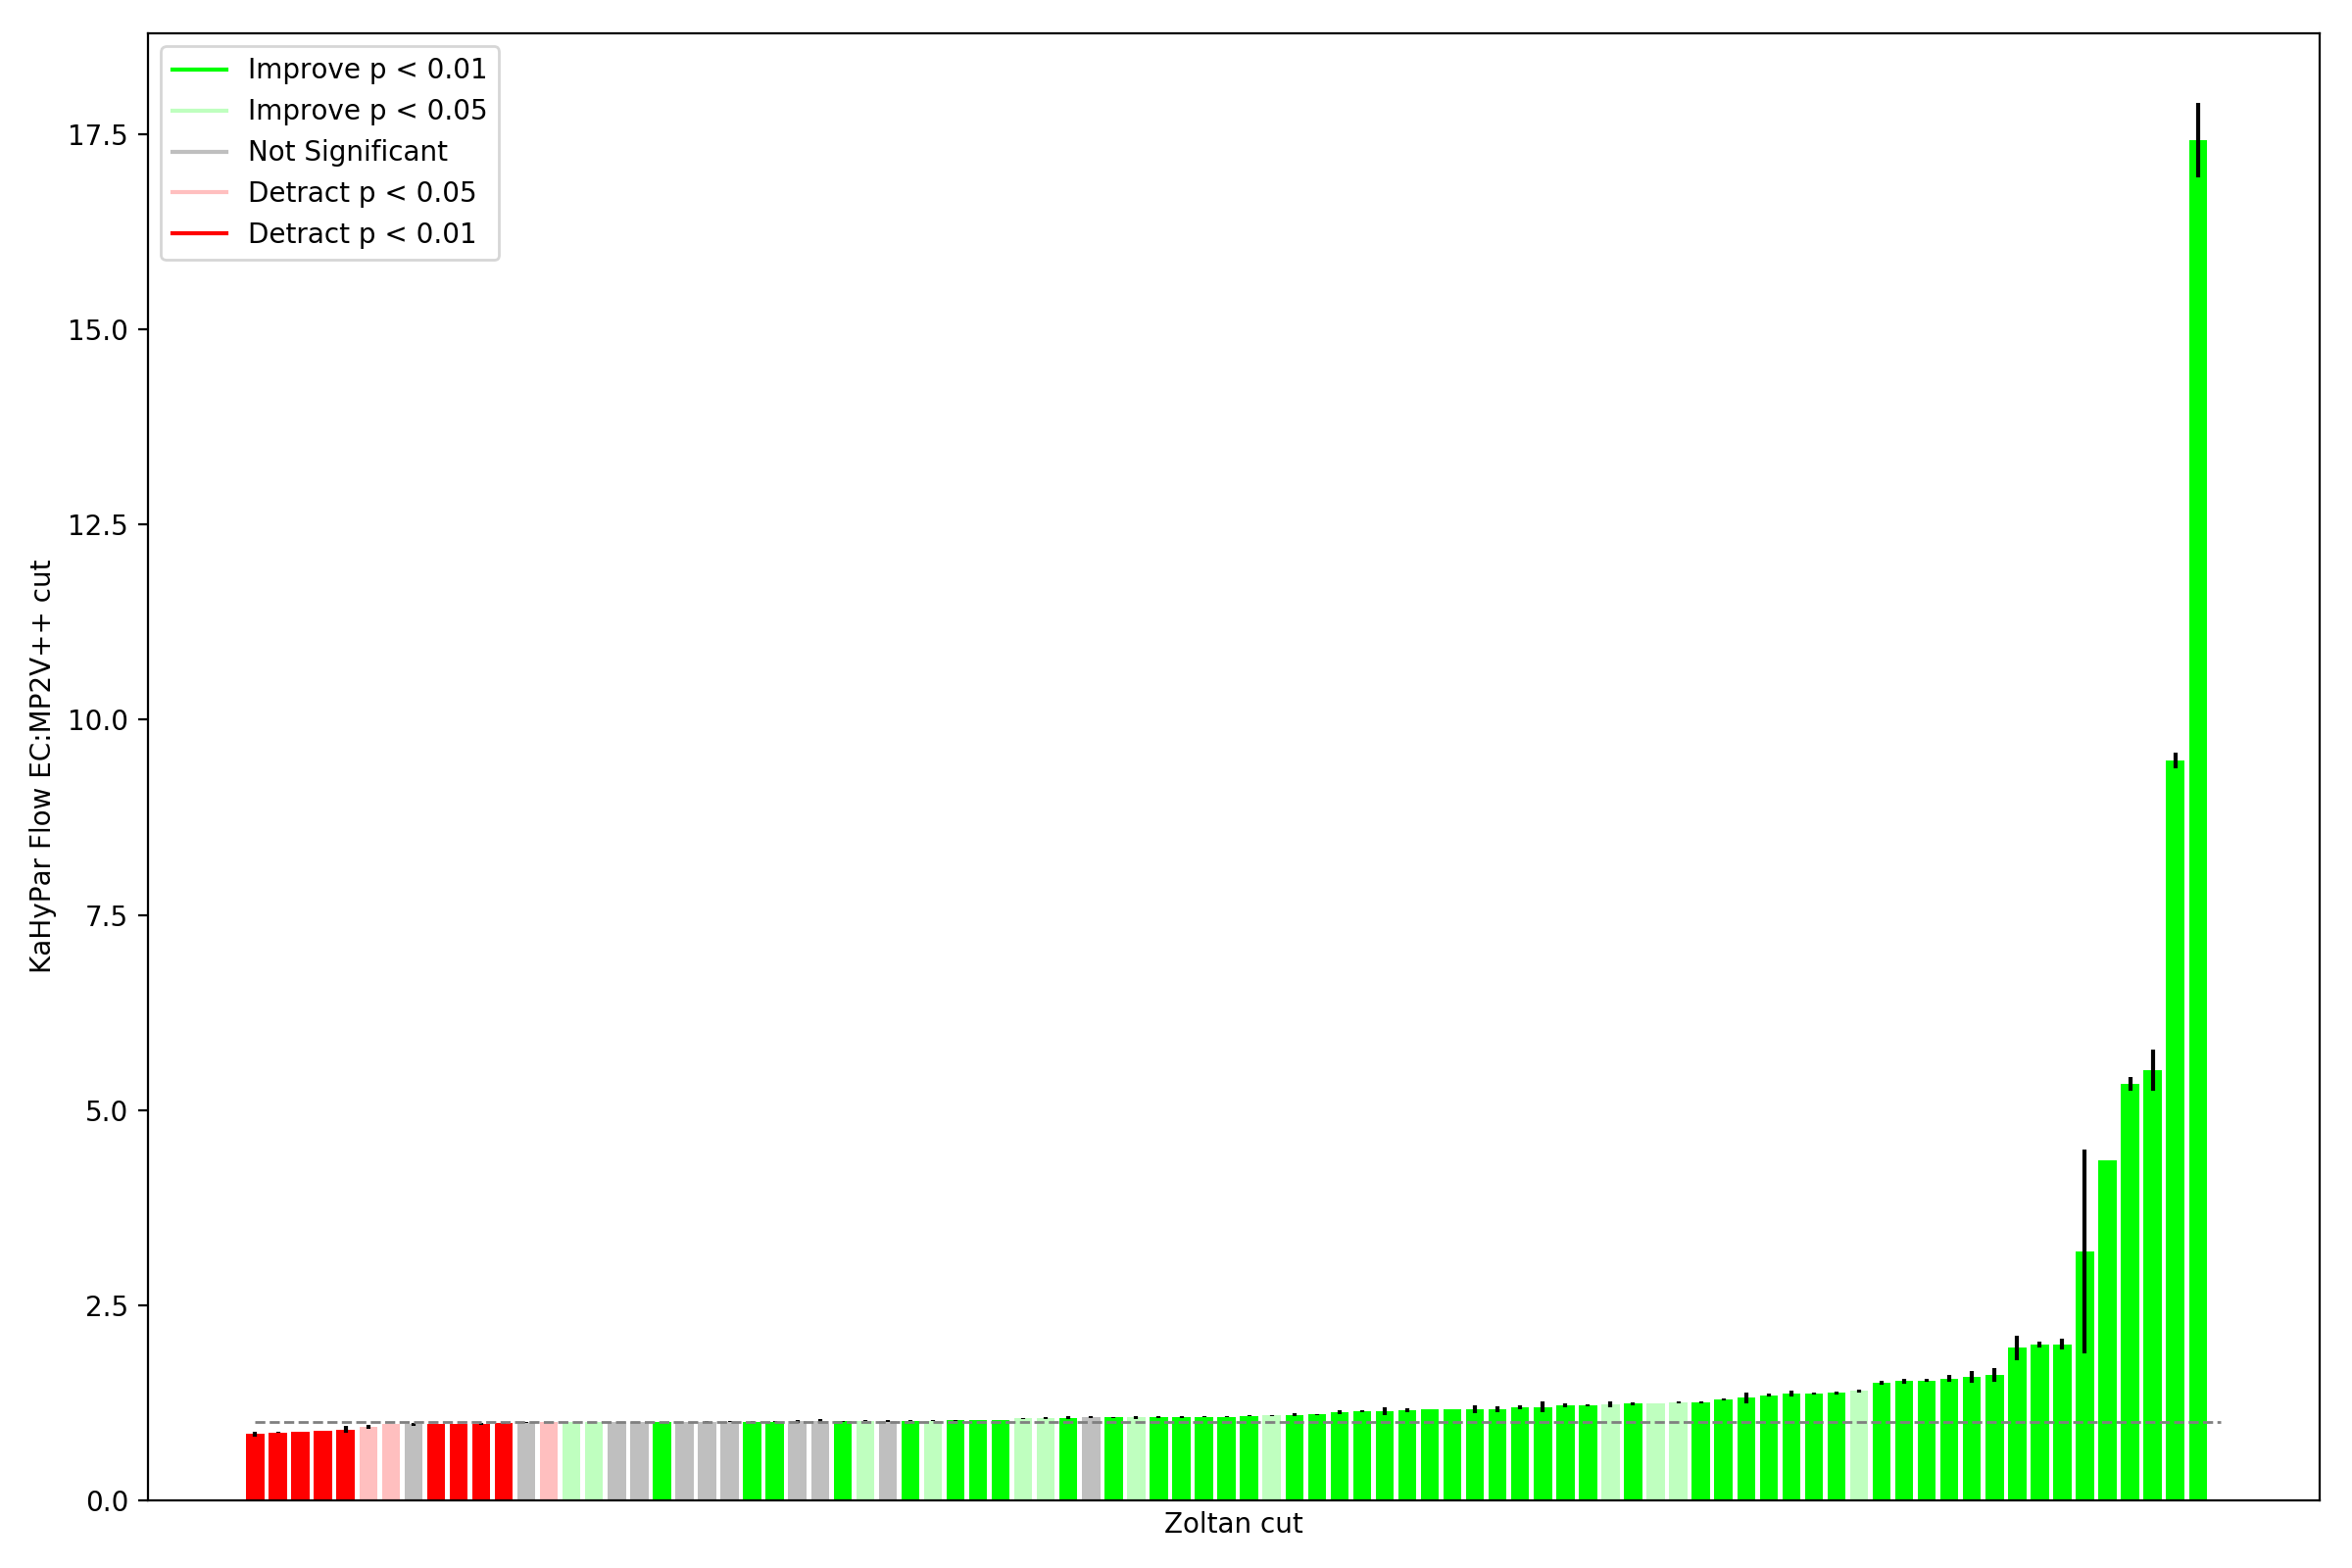 Improve p < 0.01
Improve p < 0.05
Not Significant
Detract p < 0.05
Detract p < 0.01
17.5
15.0
12.5
10.0
7.5
5.0
2.5
0.0
KaHyPar Flow EC:MP2V++ cut
Zoltan cut